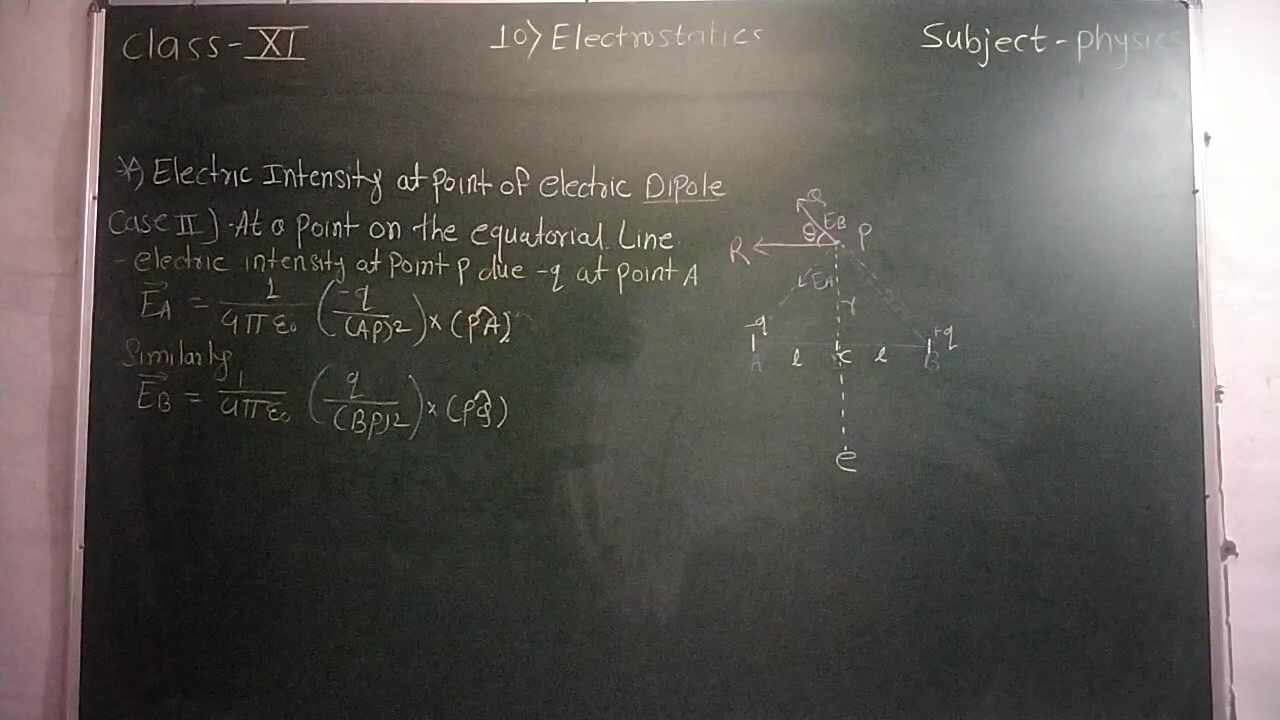 Class-XI
10) Electrostatics
Subject-physics
*) Electric Intensity at point of electric Dipole
Case II) - At a point on the equatorial Line
- electric intensity at Point p due -q at point A
E⃗A = 1/4πε₀ (-q/(AP)²) × (P̂A)
Similarly
E⃗B = 1/4πε₀ (q/(BP)²) × (
Q
EB
θ
P
R
EA
r
-q
+q
A
l
c
l
B
e